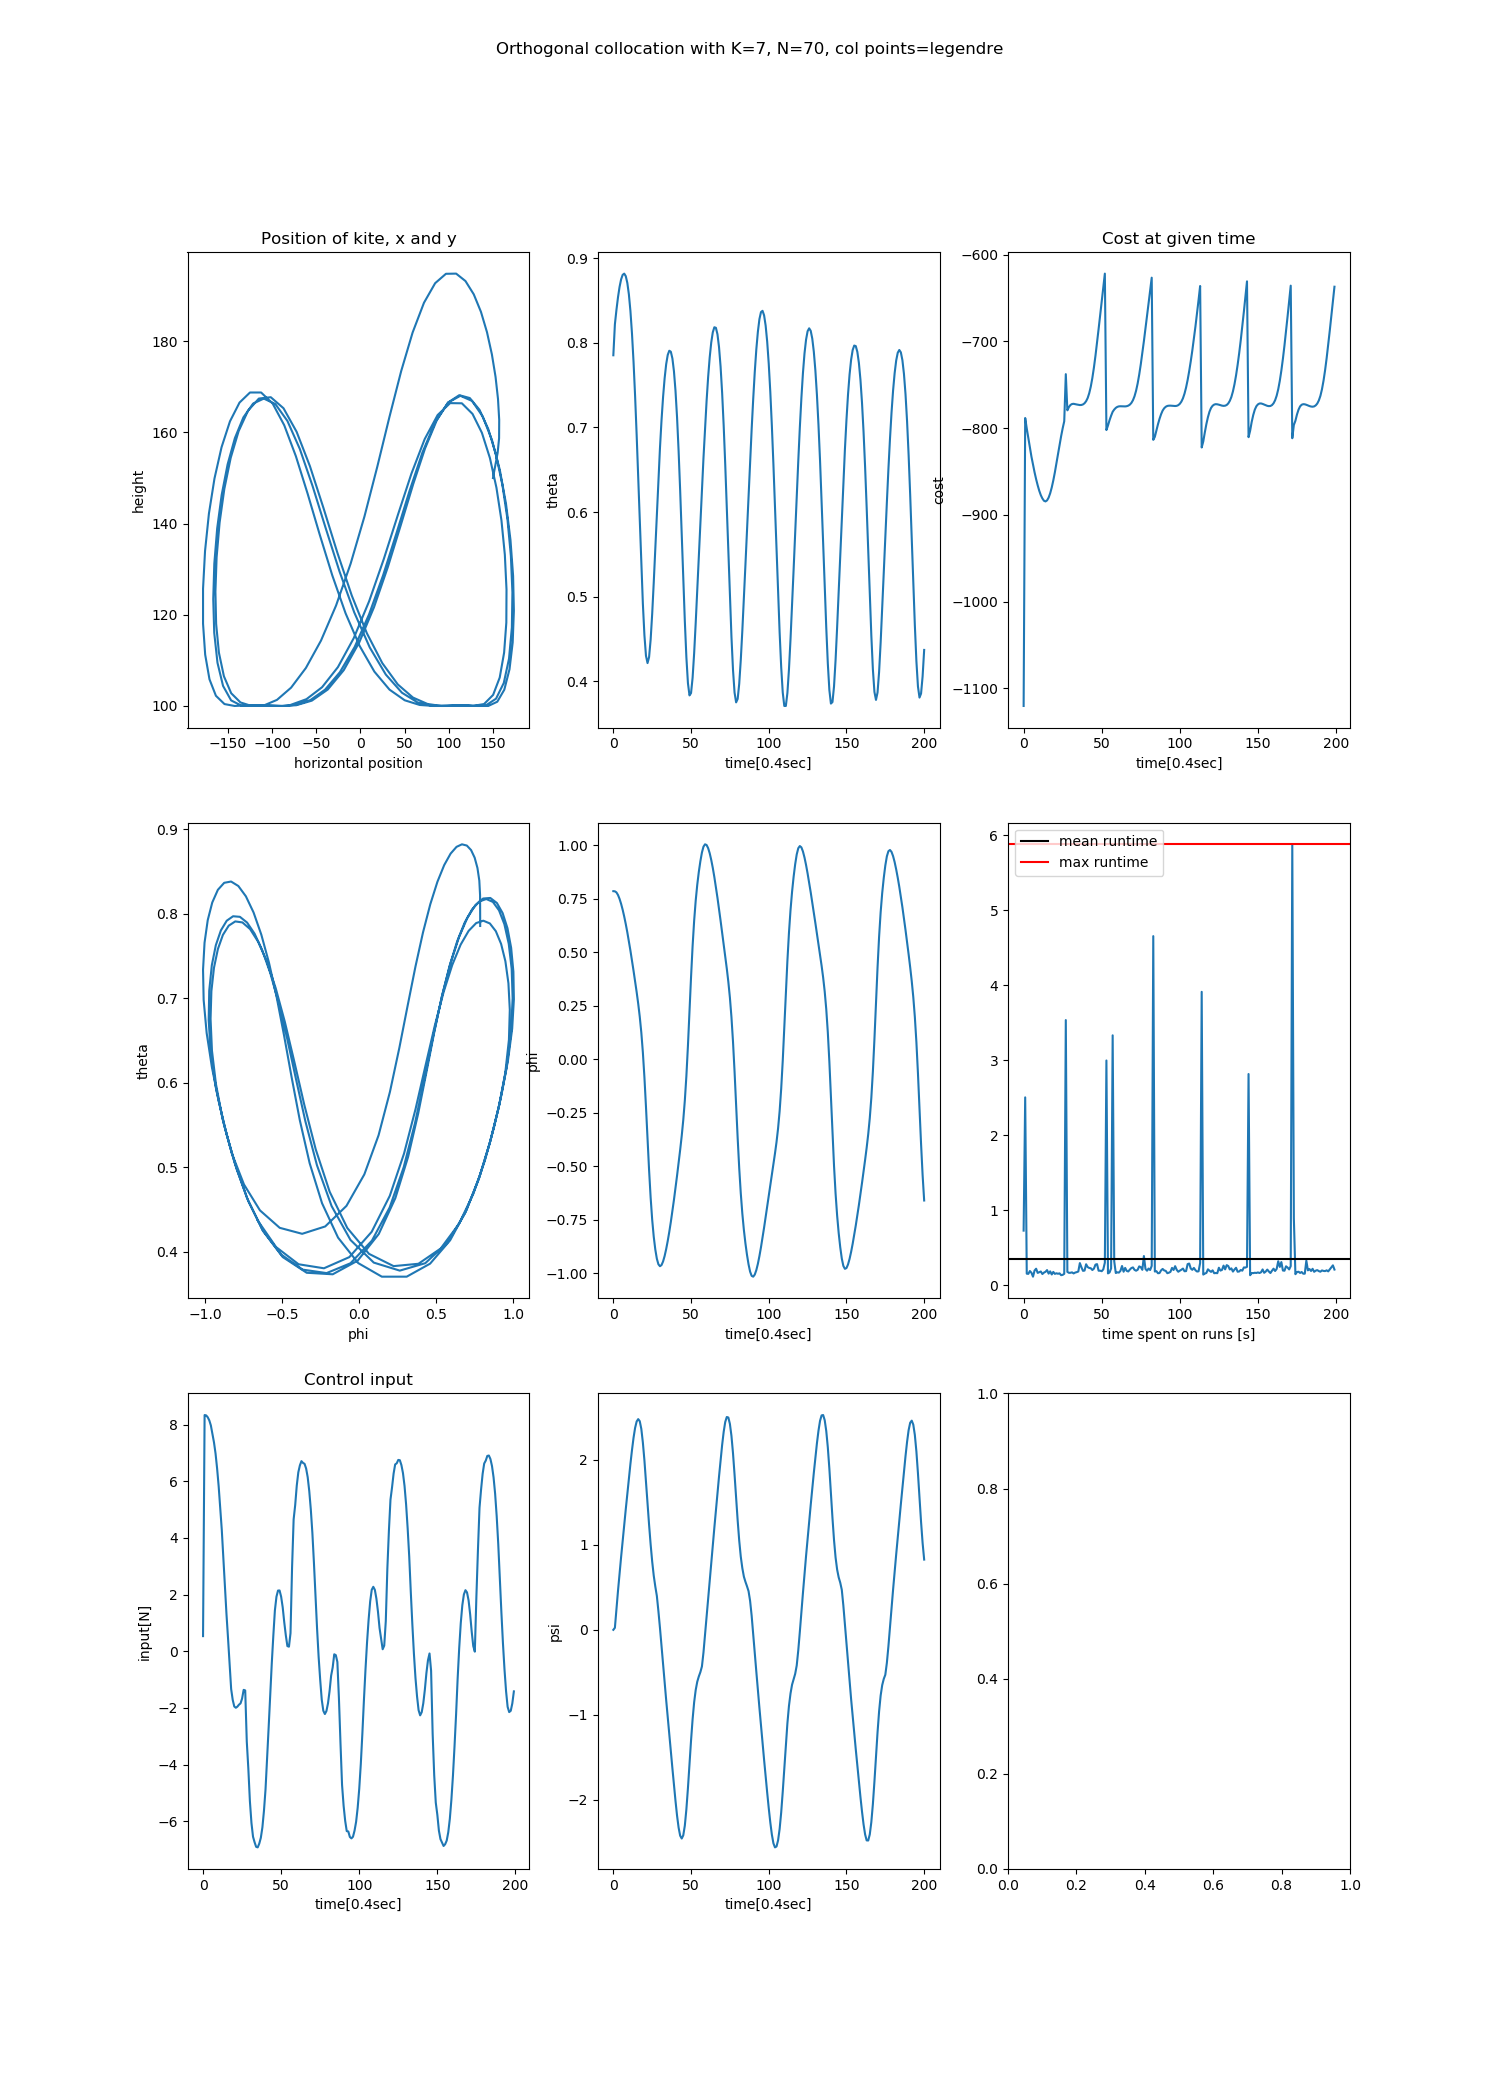 Orthogonal collocation with K=7, N=70, col points=legendre
Position of kite, x and y
height
180
160
140
120
100
−150 −100 −50 0 50 100 150
horizontal position
theta
0.9
0.8
0.7
0.6
0.5
0.4
0 50 100 150 200
time[0.4sec]
Cost at given time
cost
−600
−700
−800
−900
−1000
−1100
0 50 100 150 200
time[0.4sec]
theta
0.9
0.8
0.7
0.6
0.5
0.4
−1.0 −0.5 0.0 0.5 1.0
phi
phi
1.00
0.75
0.50
0.25
0.00
−0.25
−0.50
−0.75
−1.00
0 50 100 150 200
time[0.4sec]
mean runtime
max runtime
6
5
4
3
2
1
0
0 50 100 150 200
time spent on runs [s]
Control input
input[N]
8
6
4
2
0
−2
−4
−6
0 50 100 150 200
time[0.4sec]
psi
2
1
0
−1
−2
0 50 100 150 200
time[0.4sec]
1.0
0.8
0.6
0.4
0.2
0.0
0.0 0.2 0.4 0.6 0.8 1.0